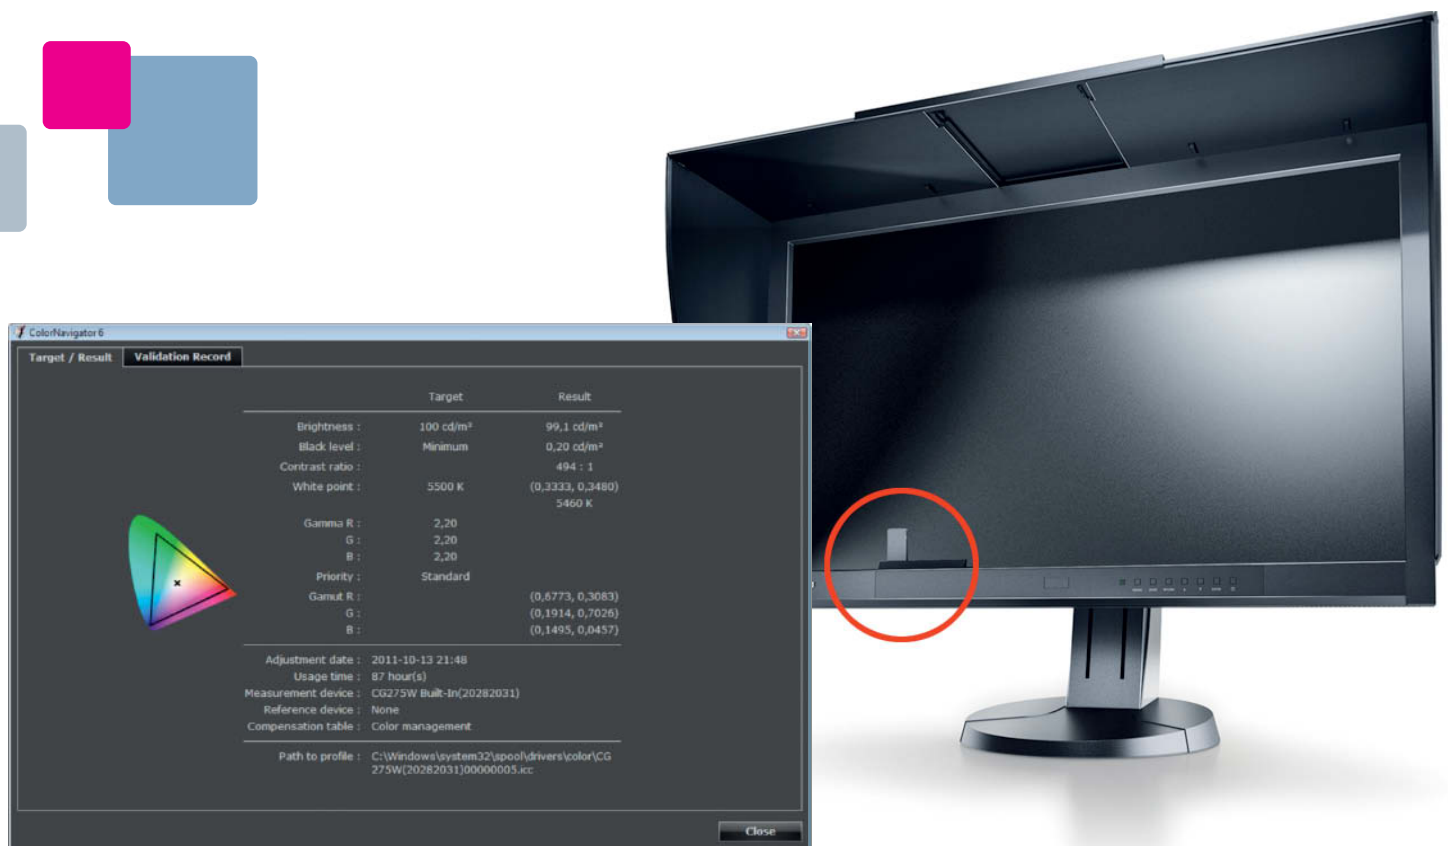 ColorNavigator 6
Target / Result Validation Record
Target Result
Brightness : 100 cd/m² 99,1 cd/m²
Black level : Minimum 0,20 cd/m²
Contrast ratio : 494 : 1
White point : 5500 K (0,3333, 0,3480)
5460 K
Gamma R : 2,20
G : 2,20
B : 2,20
Priority : Standard
Gamut R : (0,6773, 0,3083)
G : (0,1914, 0,7026)
B : (0,1495, 0,0457)
Adjustment date : 2011-10-13 21:48
Usage time : 87 hour(s)
Measurement device : CG275W Built-In(20282031)
Reference device : None
Compensation table : Color management
Path to profile : C:\Windows\system32\spool\drivers\color\CG
275W(20282031)00000005.icc
Close